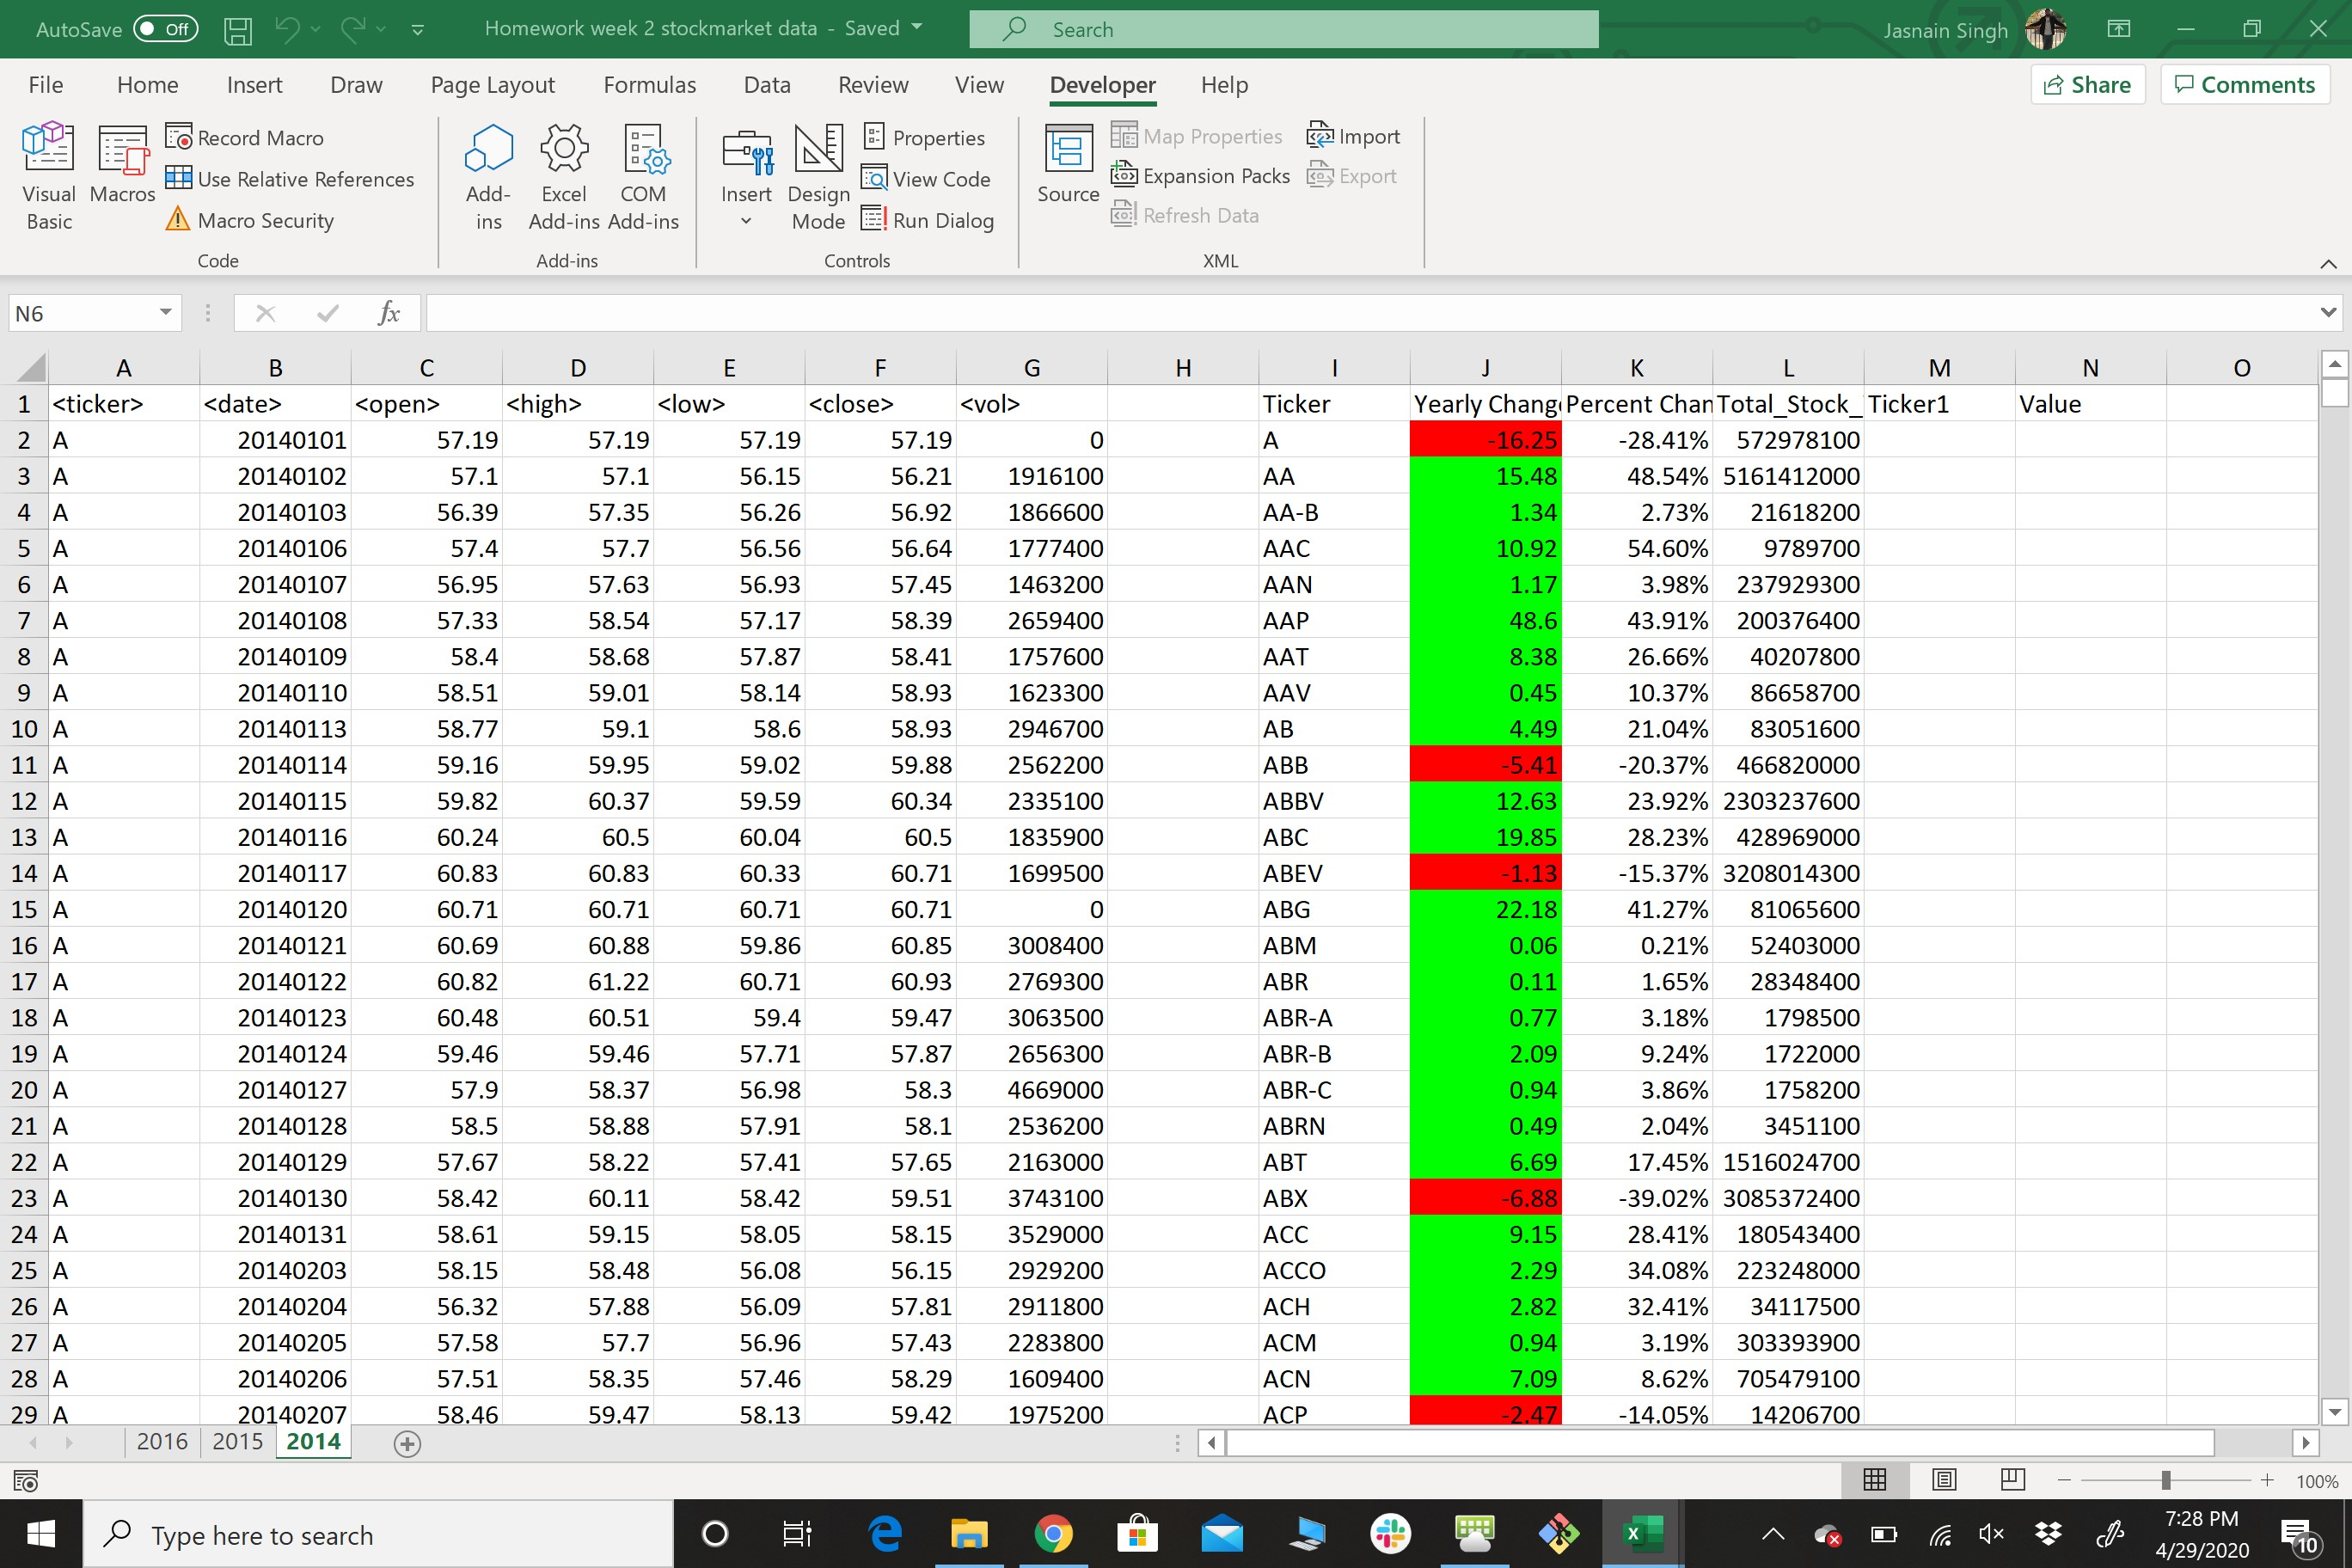 AutoSave Off Homework week 2 stockmarket data - Saved Search Jasnain Singh
File Home Insert Draw Page Layout Formulas Data Review View Developer Help Share Comments
Visual Basic
Macros
Record Macro
Use Relative References
Macro Security
Code
Add-ins
Excel Add-ins
COM Add-ins
Add-ins
Insert
Design Mode
Properties
View Code
Run Dialog
Controls
Source
Map Properties
Expansion Packs
Refresh Data
Import
Export
XML
N6 fx
A B C D E F G H I J K L M N O
1 <ticker> <date> <open> <high> <low> <close> <vol> Ticker Yearly Chang Percent Chan Total_Stock_ Ticker1 Value
2 A 20140101 57.19 57.19 57.19 57.19 0 A -16.25 -28.41% 572978100
3 A 20140102 57.1 57.1 56.15 56.21 1916100 AA 15.48 48.54% 5161412000
4 A 20140103 56.39 57.35 56.26 56.92 1866600 AA-B 1.34 2.73% 21618200
5 A 20140106 57.4 57.7 56.56 56.64 1777400 AAC 10.92 54.60% 9789700
6 A 20140107 56.95 57.63 56.93 57.45 1463200 AAN 1.17 3.98% 237929300
7 A 20140108 57.33 58.54 57.17 58.39 2659400 AAP 48.6 43.91% 200376400
8 A 20140109 58.4 58.68 57.87 58.41 1757600 AAT 8.38 26.66% 40207800
9 A 20140110 58.51 59.01 58.14 58.93 1623300 AAV 0.45 10.37% 86658700
10 A 20140113 58.77 59.1 58.6 58.93 2946700 AB 4.49 21.04% 83051600
11 A 20140114 59.16 59.95 59.02 59.88 2562200 ABB -5.41 -20.37% 466820000
12 A 20140115 59.82 60.37 59.59 60.34 2335100 ABBV 12.63 23.92% 2303237600
13 A 20140116 60.24 60.5 60.04 60.5 1835900 ABC 19.85 28.23% 428969000
14 A 20140117 60.83 60.83 60.33 60.71 1699500 ABEV -1.13 -15.37% 3208014300
15 A 20140120 60.71 60.71 60.71 60.71 0 ABG 22.18 41.27% 81065600
16 A 20140121 60.69 60.88 59.86 60.85 3008400 ABM 0.06 0.21% 52403000
17 A 20140122 60.82 61.22 60.71 60.93 2769300 ABR 0.11 1.65% 28348400
18 A 20140123 60.48 60.51 59.4 59.47 3063500 ABR-A 0.77 3.18% 1798500
19 A 20140124 59.46 59.46 57.71 57.87 2656300 ABR-B 2.09 9.24% 1722000
20 A 20140127 57.9 58.37 56.98 58.3 4669000 ABR-C 0.94 3.86% 1758200
21 A 20140128 58.5 58.88 57.91 58.1 2536200 ABRN 0.49 2.04% 3451100
22 A 20140129 57.67 58.22 57.41 57.65 2163000 ABT 6.69 17.45% 1516024700
23 A 20140130 58.42 60.11 58.42 59.51 3743100 ABX -6.88 -39.02% 3085372400
24 A 20140131 58.61 59.15 58.05 58.15 3529000 ACC 9.15 28.41% 180543400
25 A 20140203 58.15 58.48 56.08 56.15 2929200 ACCO 2.29 34.08% 223248000
26 A 20140204 56.32 57.88 56.09 57.81 2911800 ACH 2.82 32.41% 34117500
27 A 20140205 57.58 57.7 56.96 57.43 2283800 ACM 0.94 3.19% 303393900
28 A 20140206 57.51 58.35 57.46 58.29 1609400 ACN 7.09 8.62% 705479100
29 A 20140207 58.46 59.47 58.13 59.42 1975200 ACP -2.47 -14.05% 14206700
2016 2015 2014
100%
Type here to search
7:28 PM
4/29/2020
10